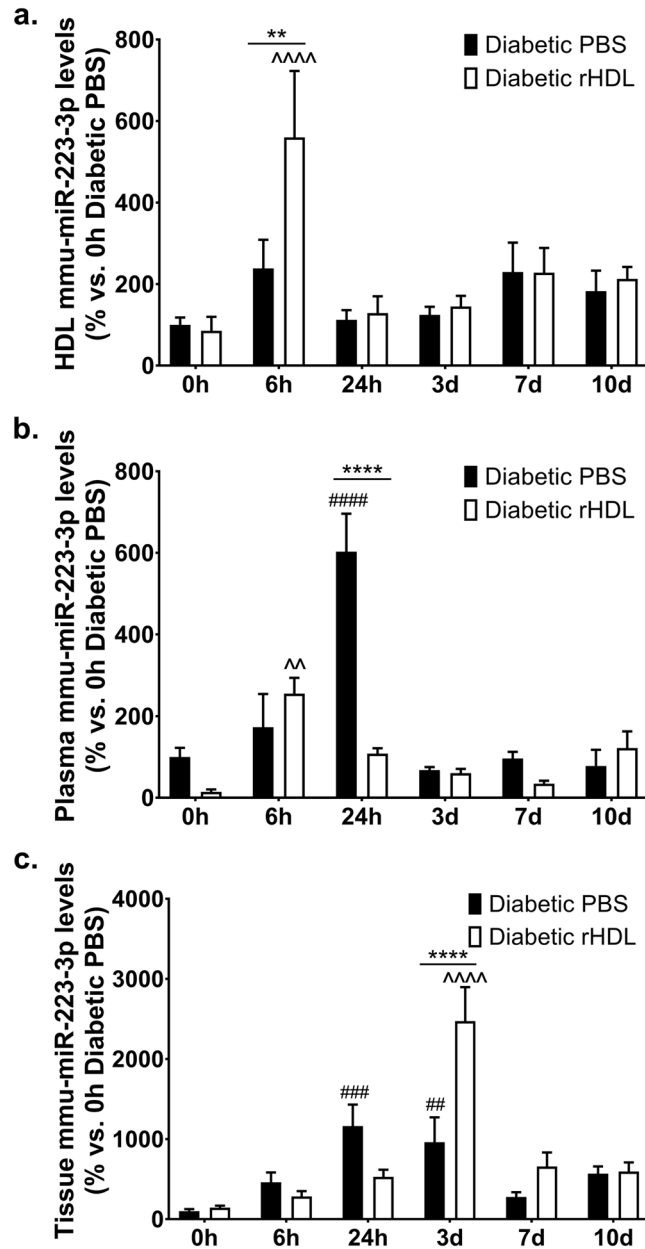 a.
HDL mmu-miR-223-3p levels
(% vs. 0h Diabetic PBS)
800
600
400
200
0
**
^^^^
Diabetic PBS
Diabetic rHDL
0h 6h 24h 3d 7d 10d
b.
Plasma mmu-miR-223-3p levels
(% vs. 0h Diabetic PBS)
800
600
400
200
0
^^
****
####
Diabetic PBS
Diabetic rHDL
0h 6h 24h 3d 7d 10d
c.
Tissue mmu-miR-223-3p levels
(% vs. 0h Diabetic PBS)
4000
3000
2000
1000
0
Diabetic PBS
Diabetic rHDL
****
^^^^
###
##
0h 6h 24h 3d 7d 10d